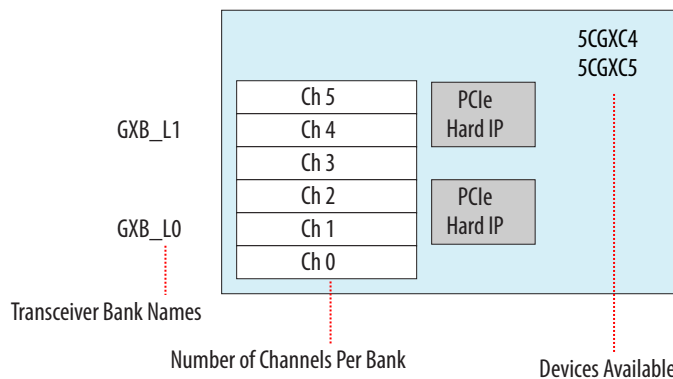 5CGXC4
5CGXC5
Ch 5
PCIe
Hard IP
GXB_L1
Ch 4
Ch 3
Ch 2
PCIe
Hard IP
GXB_L0
Ch 1
Ch 0
Transceiver Bank Names
Number of Channels Per Bank
Devices Available